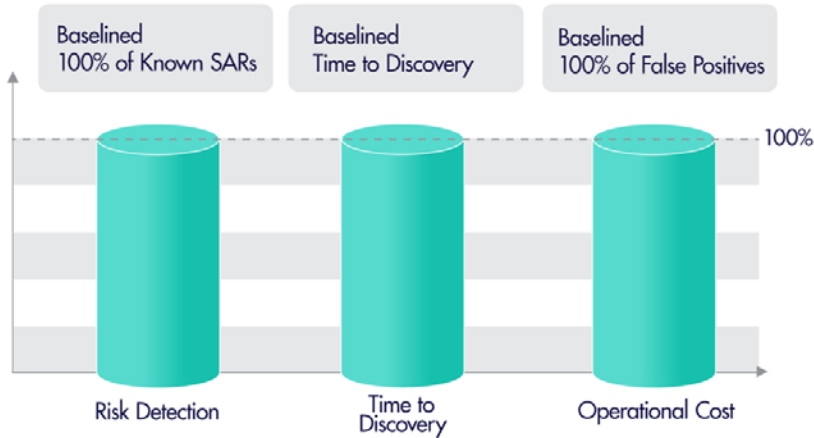 Baselined
100% of Known SARs
Baselined
Time to Discovery
Baselined
100% of False Positives
100%
Risk Detection
Time to
Discovery
Operational Cost